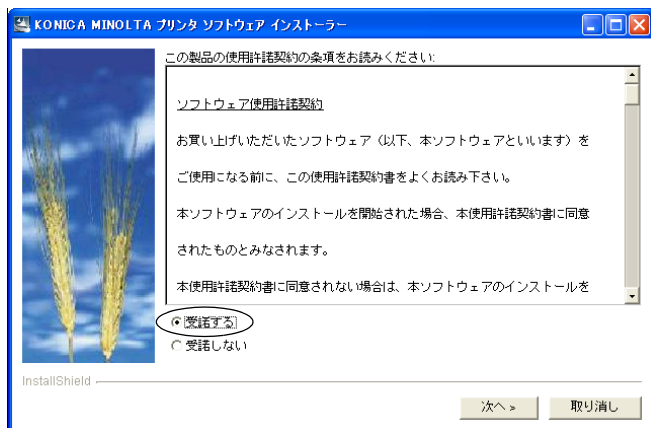 KONICA MINOLTA プリンタ ソフトウェア インストーラー
この製品の使用許諾契約の条項をお読みください:
ソフトウェア使用許諾契約
お買い上げいただいたソフトウェア（以下、本ソフトウェアといいます）を
ご使用になる前に、この使用許諾契約書をよくお読み下さい。
本ソフトウェアのインストールを開始された場合、本使用許諾契約書に同意
されたものとみなされます。
本使用許諾契約書に同意されない場合は、本ソフトウェアのインストールを
受諾する
受諾しない
InstallShield
次へ »
取り消し